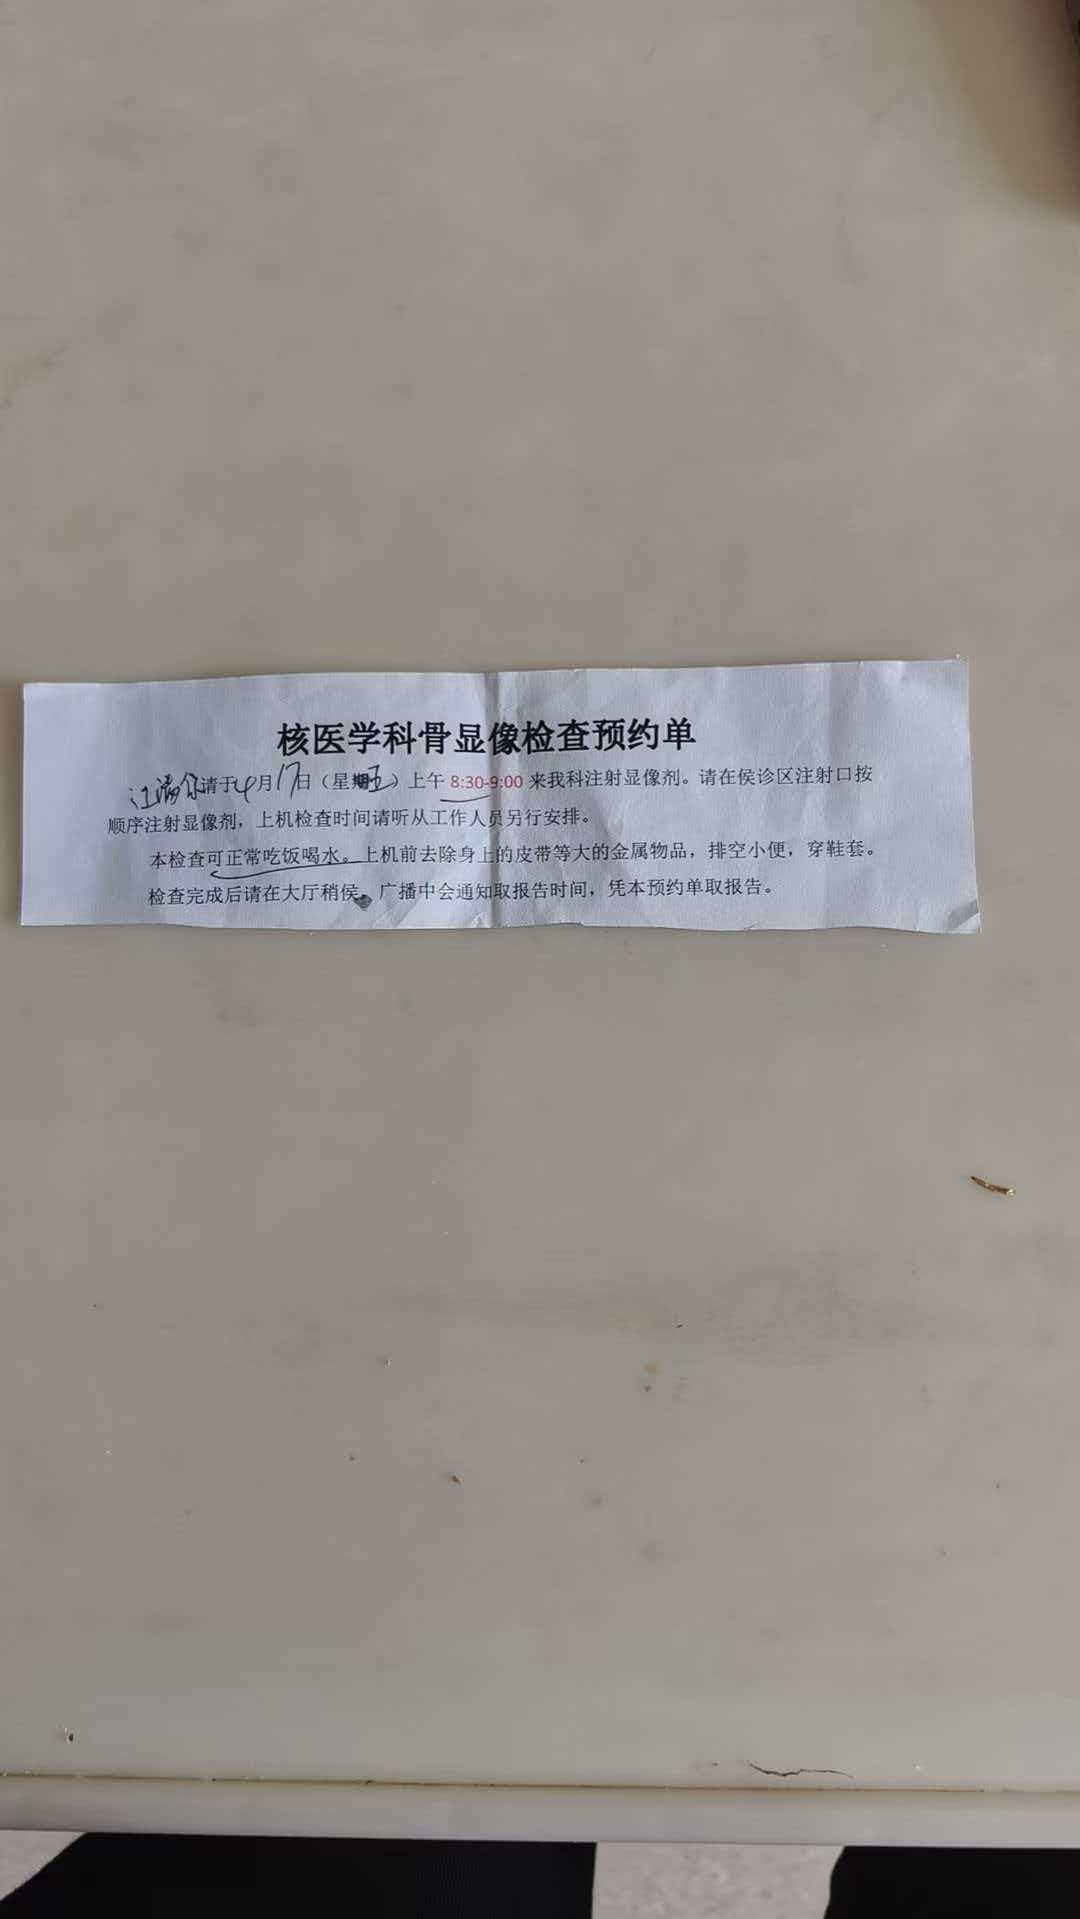 核医学科骨显像检查预约单
请于4月17日（星期五）上午 8:30-9:00 来我科注射显像剂。请在侯诊区注射口按
顺序注射显像剂，上机检查时间请听从工作人员另行安排。
本检查可正常吃饭喝水。上机前去除身上的皮带等大的金属物品，排空小便，穿鞋套。
检查完成后请在大厅稍侯。广播中会通知取报告时间，凭本预约单取报告。